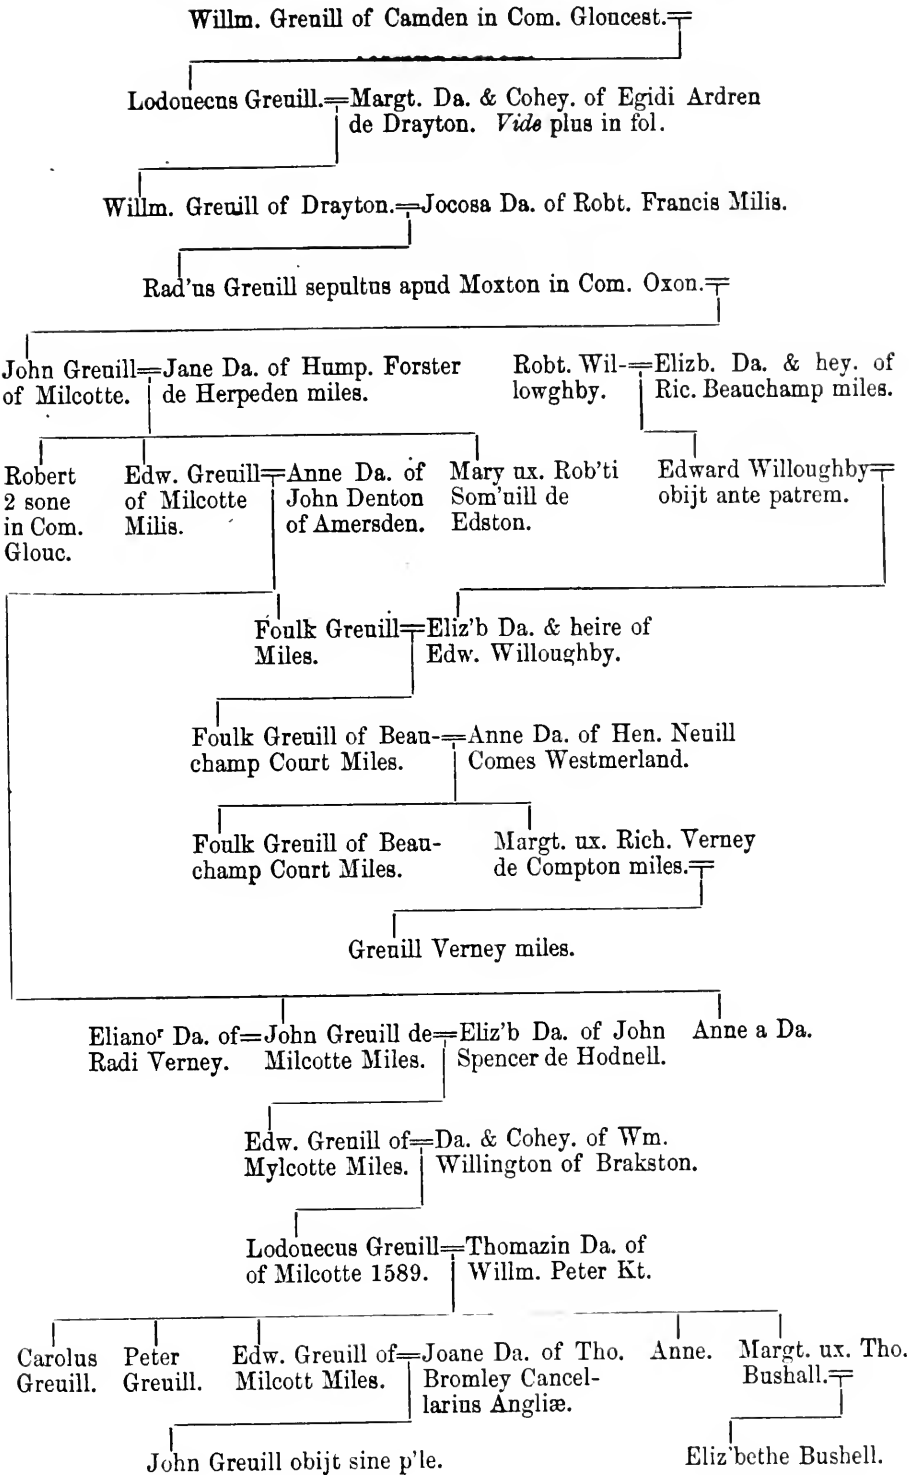 Willm. Greuill of Camden in Com. Gloucest.
Lodouecus Greuill.=Margt. Da. & Cohey. of Egidi Ardren
de Drayton. Vide plus in fol.
Willm. Greuill of Drayton.=Jocosa Da. of Robt. Francis Milis.
Rad'us Greuill sepultus apud Moxton in Com. Oxon.
John Greuill=Jane Da. of Hump. Forster
of Milcotte. de Herpeden miles.
Robt. Wil-=Elizb. Da. & hey. of
lowghby. Ric. Beauchamp miles.
Robert
2 sone
in Com.
Glouc.
Edw. Greuill=Anne Da. of
of Milcotte John Denton
Milis. of Amersden.
Mary ux. Rob'ti
Som'uill de
Edston.
Edward Willoughby
obijt ante patrem.
Foulk Greuill=Eliz'b Da. & heire of
Miles. Edw. Willoughby.
Foulk Greuill of Beau-=Anne Da. of Hen. Neuill
champ Court Miles. Comes Westmerland.
Foulk Greuill of Beau-
champ Court Miles.
Margt. ux. Rich. Verney
de Compton miles.
Greuill Verney miles.
Elianor Da. of=John Greuill de=Eliz'b Da. of John
Radi Verney. Milcotte Miles. Spencer de Hodnell.
Anne a Da.
Edw. Greuill of=Da. & Cohey. of Wm.
Mylcotte Miles. Willington of Brakston.
Lodouecus Greuill=Thomazin Da. of
of Milcotte 1589. Willm. Peter Kt.
Carolus
Greuill.
Peter
Greuill.
Edw. Greuill of=Joane Da. of Tho.
Milcott Miles. Bromley Cancel-
larius Angliæ.
Anne.
Margt. ux. Tho.
Bushall.
John Greuill obijt sine p'le.
Eliz'bethe Bushell.